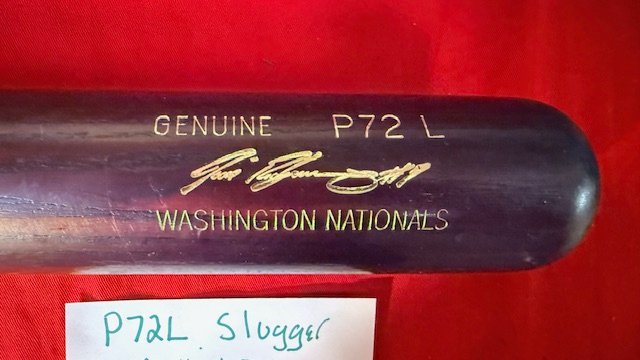 GENUINE P72 L
WASHINGTON NATIONALS
P72L Slugger